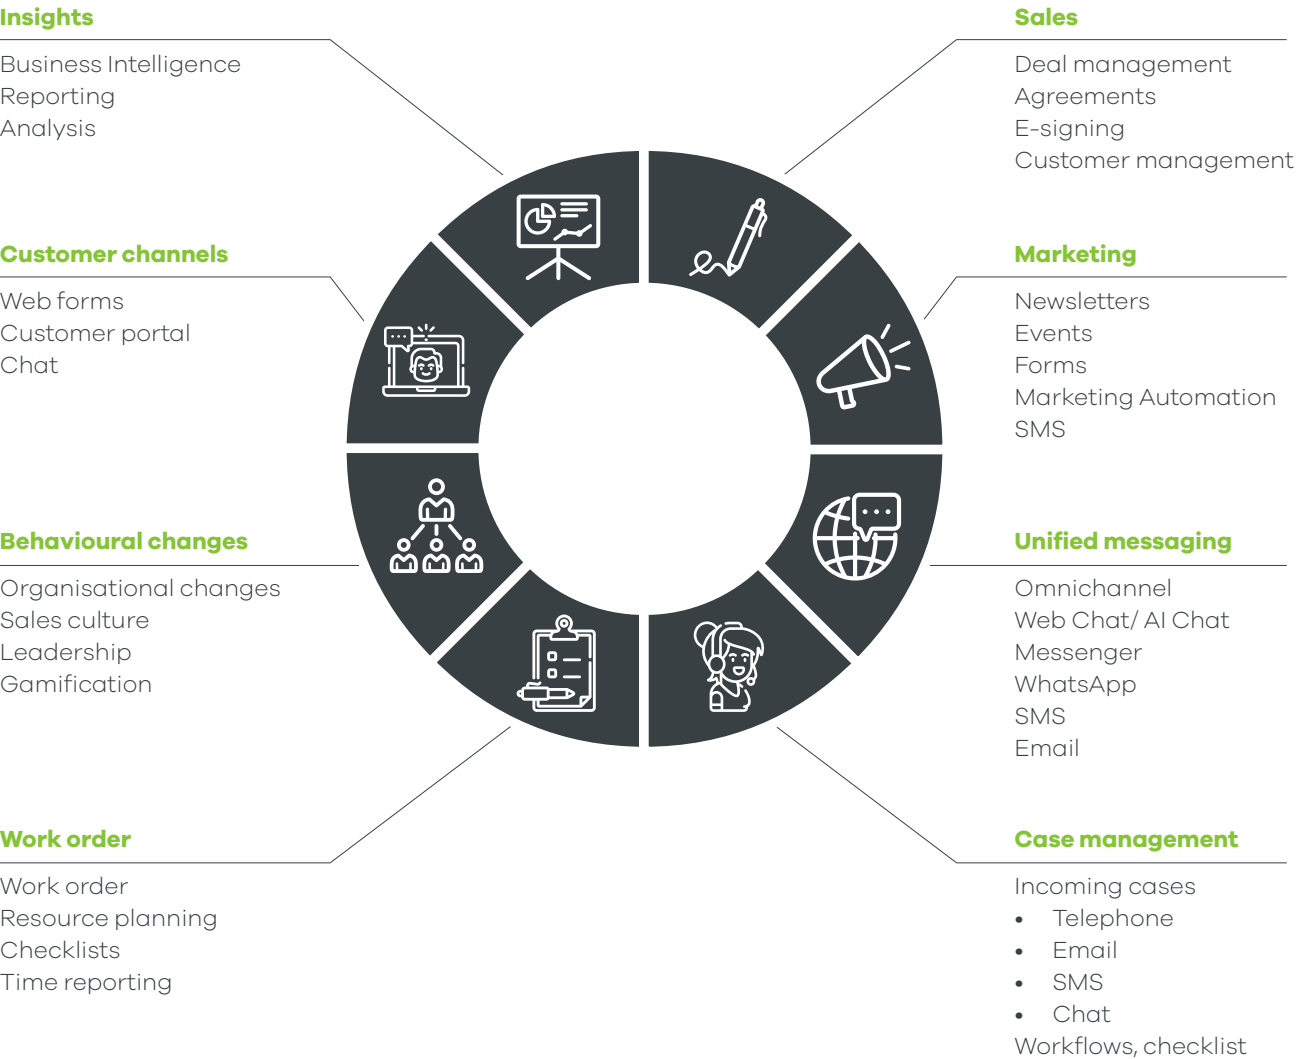 Insights
Business Intelligence
Reporting
Analysis
Customer channels
Web forms
Customer portal
Chat
Behavioural changes
Organisational changes
Sales culture
Leadership
Gamification
Work order
Work order
Resource planning
Checklists
Time reporting
Sales
Deal management
Agreements
E-signing
Customer management
Marketing
Newsletters
Events
Forms
Marketing Automation
SMS
Unified messaging
Omnichannel
Web Chat/ AI Chat
Messenger
WhatsApp
SMS
Email
Case management
Incoming cases
• Telephone
• Email
• SMS
• Chat
Workflows, checklist